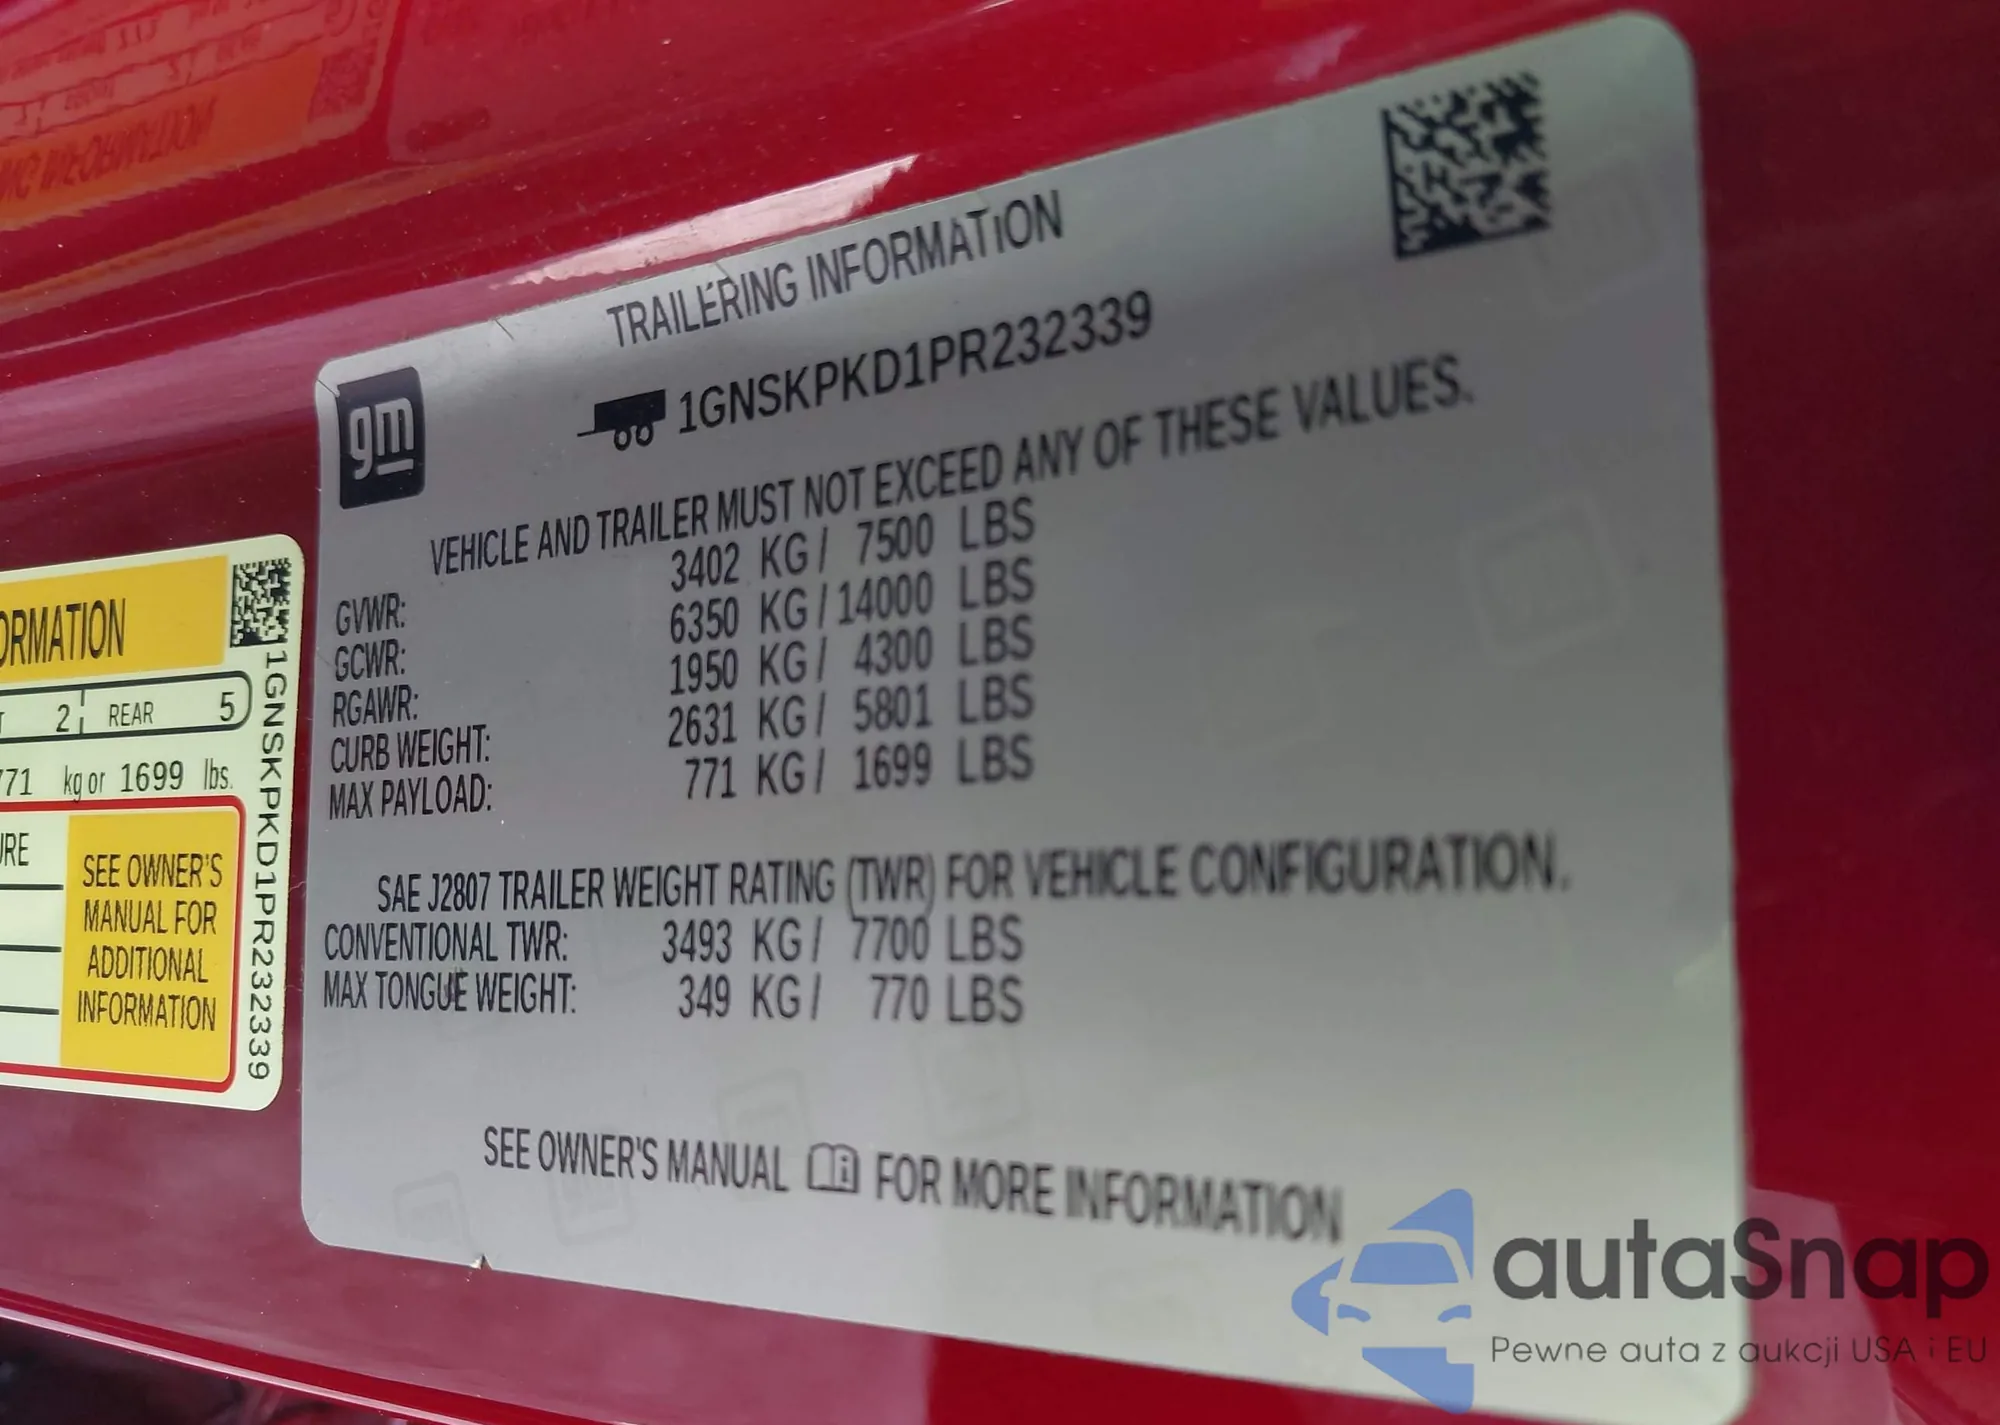 TRAILERING INFORMATION
1GNSKPKD1PR232339
gm
VEHICLE AND TRAILER MUST NOT EXCEED ANY OF THESE VALUES.
GVWR: 3402 KG/ 7500 LBS
GCWR: 6350 KG/14000 LBS
RGAWR: 1950 KG/ 4300 LBS
CURB WEIGHT: 2631 KG/ 5801 LBS
MAX PAYLOAD: 771 KG/ 1699 LBS
SAE J2807 TRAILER WEIGHT RATING (TWR) FOR VEHICLE CONFIGURATION.
CONVENTIONAL TWR: 3493 KG/ 7700 LBS
MAX TONGUE WEIGHT: 349 KG/ 770 LBS
SEE OWNER'S MANUAL FOR MORE INFORMATION
ORMATION
2 REAR 5
771 kg or 1699 lbs.
URE
SEE OWNER'S
MANUAL FOR
ADDITIONAL
INFORMATION
1GNSKPKD1PR232339
autaSnap
Pewne auta z aukcji USA i EU